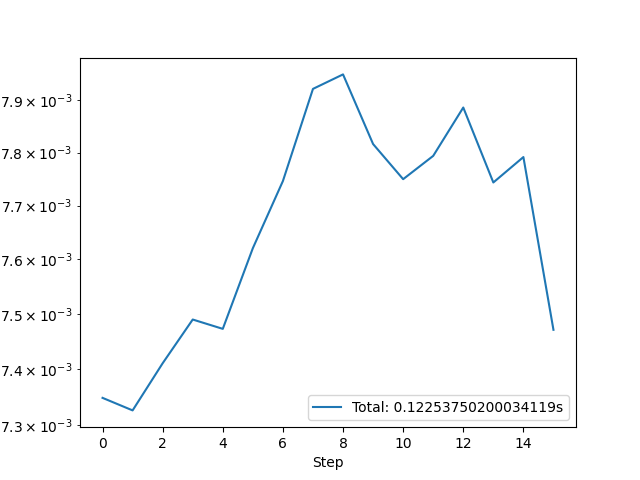 7.9 × 10⁻³
7.8 × 10⁻³
7.7 × 10⁻³
7.6 × 10⁻³
7.5 × 10⁻³
7.4 × 10⁻³
7.3 × 10⁻³
Total: 0.12253750200034119s
0 2 4 6 8 10 12 14
Step